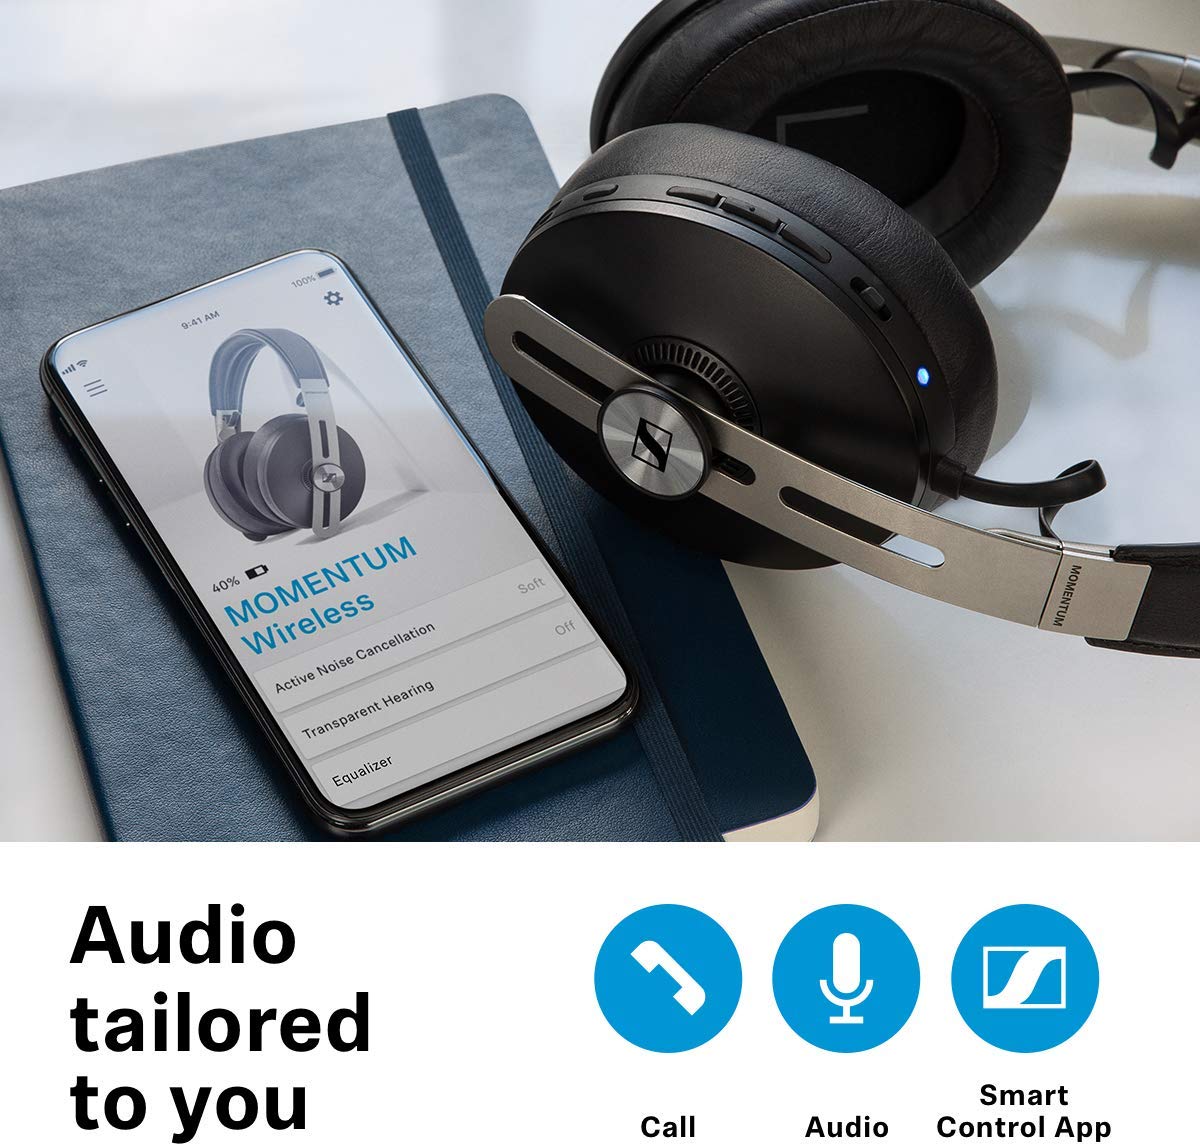 9:41 AM
100%
40%
MOMENTUM
Wireless
Active Noise Cancellation Soft
Transparent Hearing Off
Equalizer
MOMENTUM
Audio
tailored
to you
Call
Audio
Smart
Control App